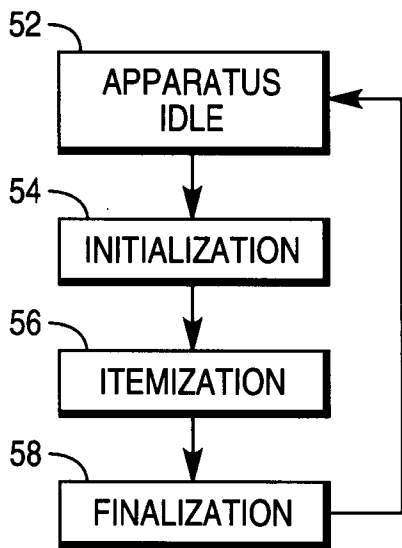 52
APPARATUS
IDLE
54
INITIALIZATION
56
ITEMIZATION
58
FINALIZATION